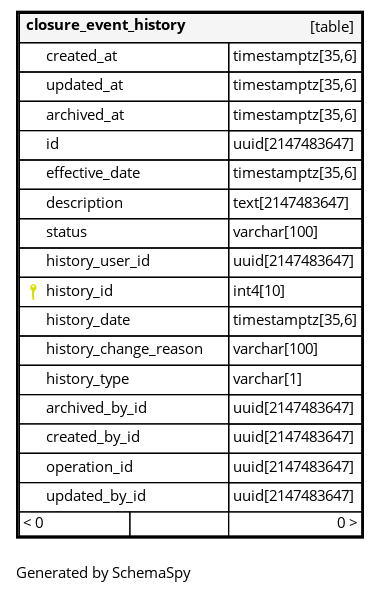 closure_event_history [table]
created_at timestamptz[35,6]
updated_at timestamptz[35,6]
archived_at timestamptz[35,6]
id uuid[2147483647]
effective_date timestamptz[35,6]
description text[2147483647]
status varchar[100]
history_user_id uuid[2147483647]
history_id int4[10]
history_date timestamptz[35,6]
history_change_reason varchar[100]
history_type varchar[1]
archived_by_id uuid[2147483647]
created_by_id uuid[2147483647]
operation_id uuid[2147483647]
updated_by_id uuid[2147483647]
< 0 0 >
Generated by SchemaSpy